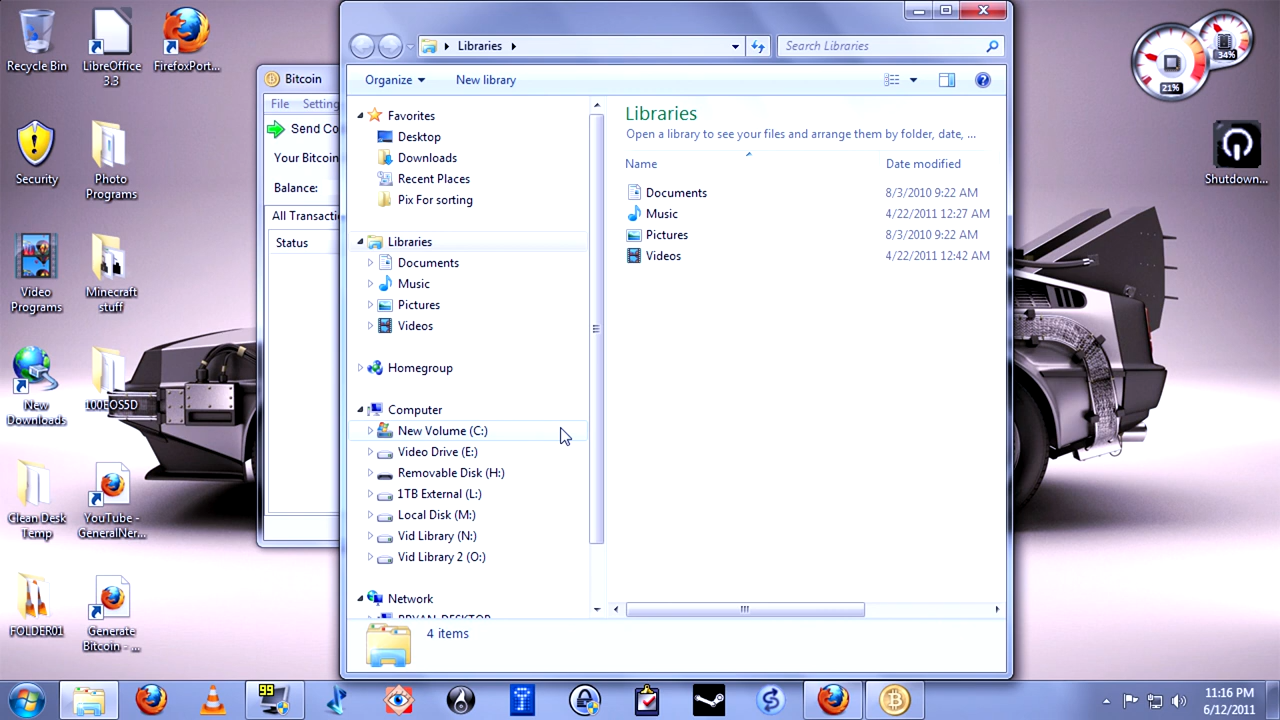 Recycle Bin
LibreOffice 3.3
FirefoxPort...
Security
Photo Programs
Video Programs
Minecraft stuff
New Downloads
100EOS5D
Clean Desk Temp
YouTube - GeneralNer...
FOLDER01
Generate Bitcoin - ...
Bitcoin
File Setting
Send Co
Your Bitcoin
Balance:
All Transacti
Status
Libraries
Search Libraries
Organize
New library
Favorites
Desktop
Downloads
Recent Places
Pix For sorting
Libraries
Documents
Music
Pictures
Videos
Homegroup
Computer
New Volume (C:)
Video Drive (E:)
Removable Disk (H:)
1TB External (L:)
Local Disk (M:)
Vid Library (N:)
Vid Library 2 (O:)
Network
BRYAN-DESKTOP
Libraries
Open a library to see your files and arrange them by folder, date, ...
Name Date modified
Documents 8/3/2010 9:22 AM
Music 4/22/2011 12:27 AM
Pictures 8/3/2010 9:22 AM
Videos 4/22/2011 12:42 AM
4 items
34%
21%
Shutdown...
99
11:16 PM
6/12/2011